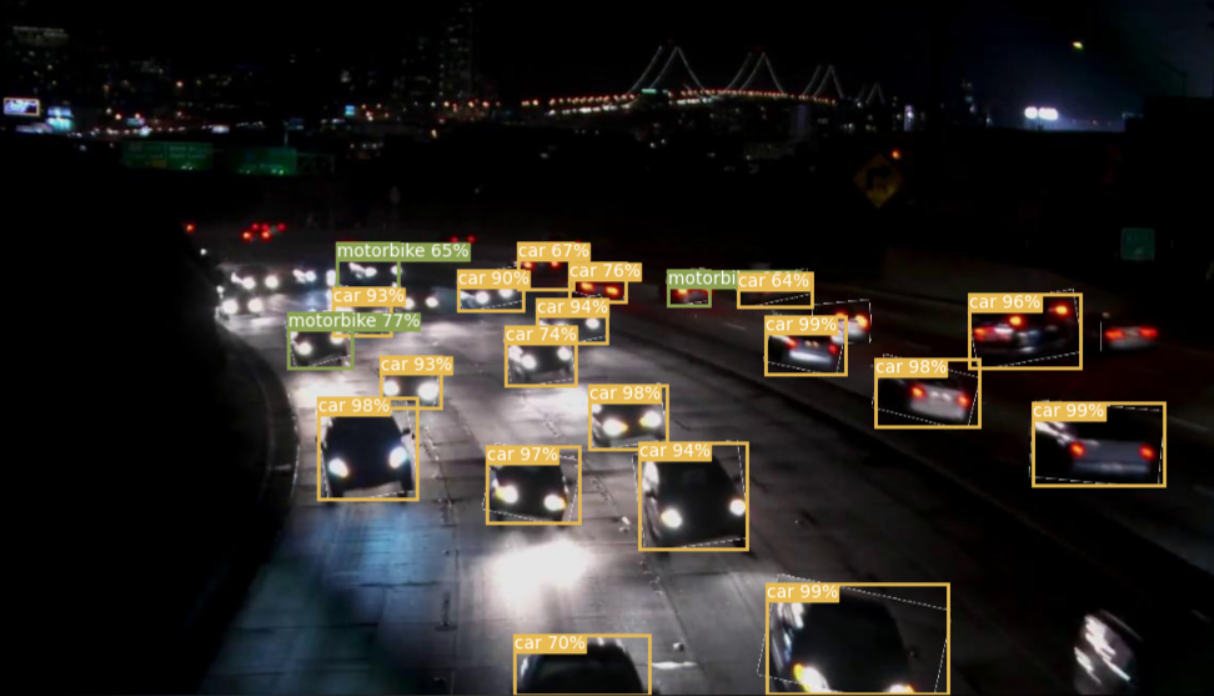 motorbike 65%
car 67%
car 76%
car 90%
motorbi
car 64%
car 93%
car 94%
car 96%
motorbike 77%
car 99%
car 74%
car 93%
car 98%
car 98%
car 98%
car 99%
car 94%
car 97%
car 99%
car 70%